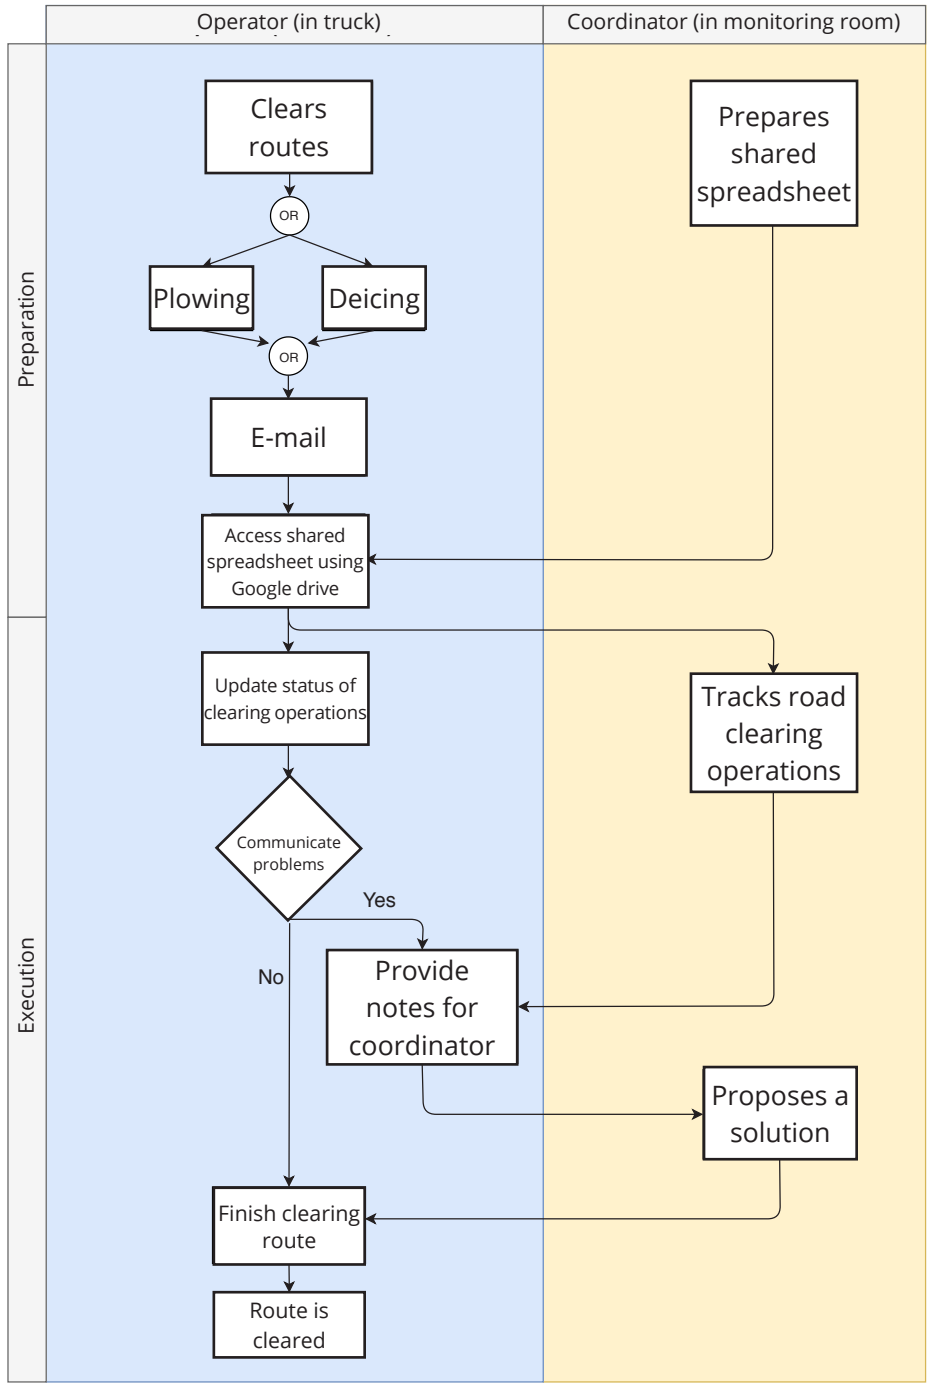 Operator (in truck)
Coordinator (in monitoring room)
Preparation
Clears
routes
Prepares
shared
spreadsheet
OR
Plowing
Deicing
OR
E-mail
Access shared
spreadsheet using
Google drive
Execution
Update status of
clearing operations
Tracks road
clearing
operations
Communicate
problems
Yes
No
Provide
notes for
coordinator
Proposes a
solution
Finish clearing
route
Route is
cleared